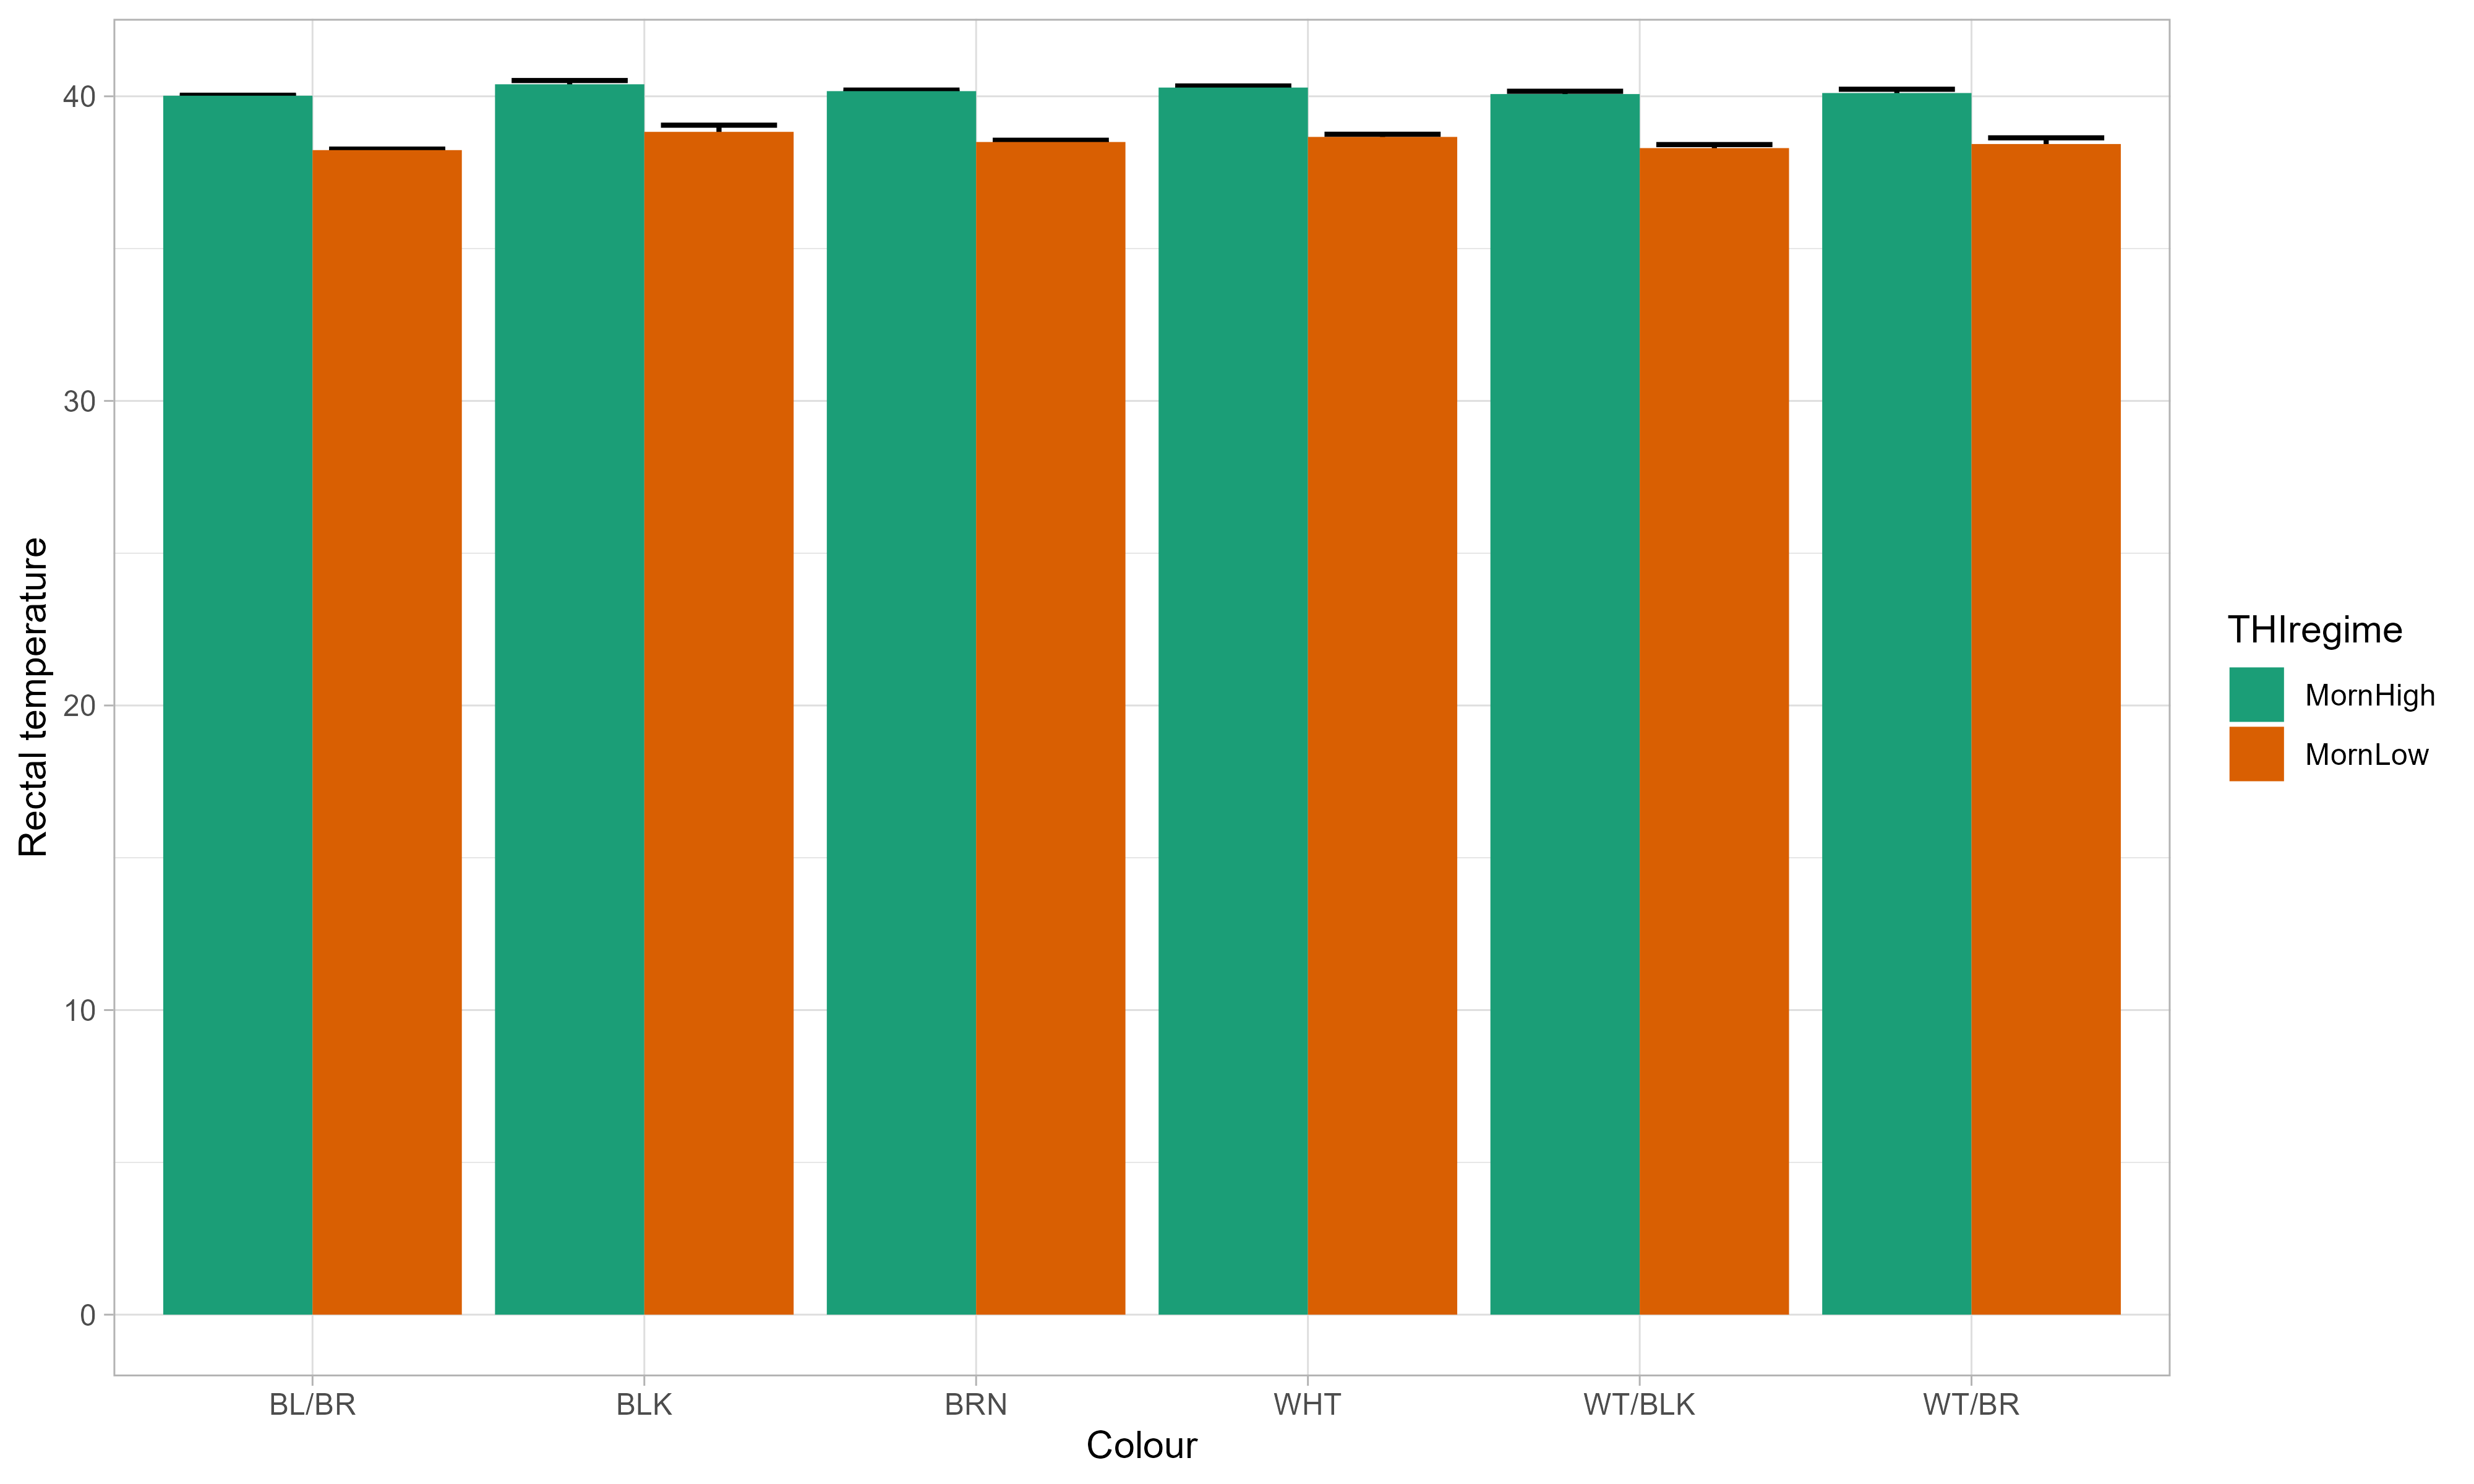 40
30
20
10
0
Rectal temperature
BL/BR
BLK
BRN
WHT
WT/BLK
WT/BR
Colour
THIregime
MornHigh
MornLow